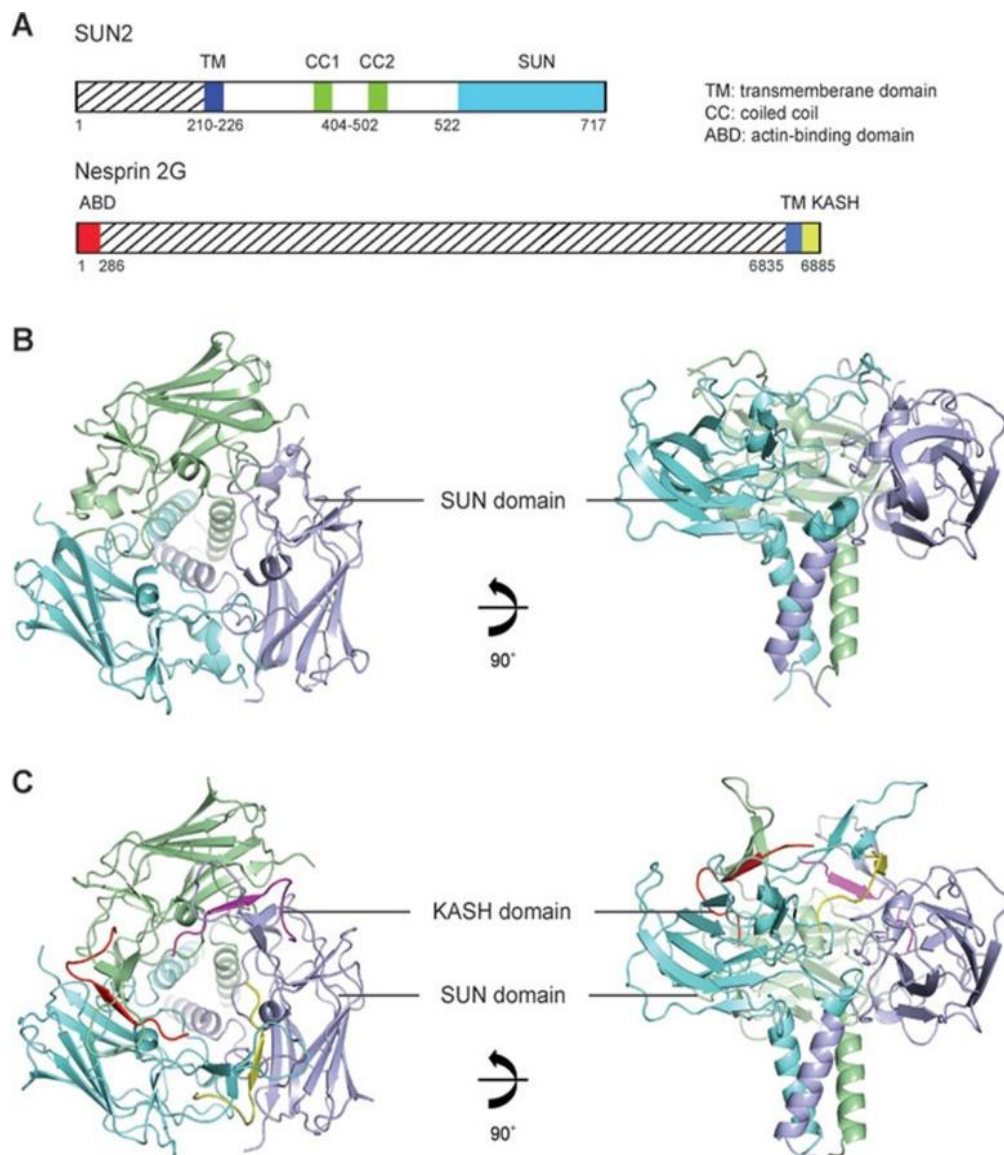 A
SUN2
TM CC1 CC2 SUN
1 210-226 404-502 522 717
TM: transmemberane domain
CC: coiled coil
ABD: actin-binding domain
Nesprin 2G
ABD TM KASH
1 286 6835 6885
B
SUN domain
90°
C
KASH domain
SUN domain
90°